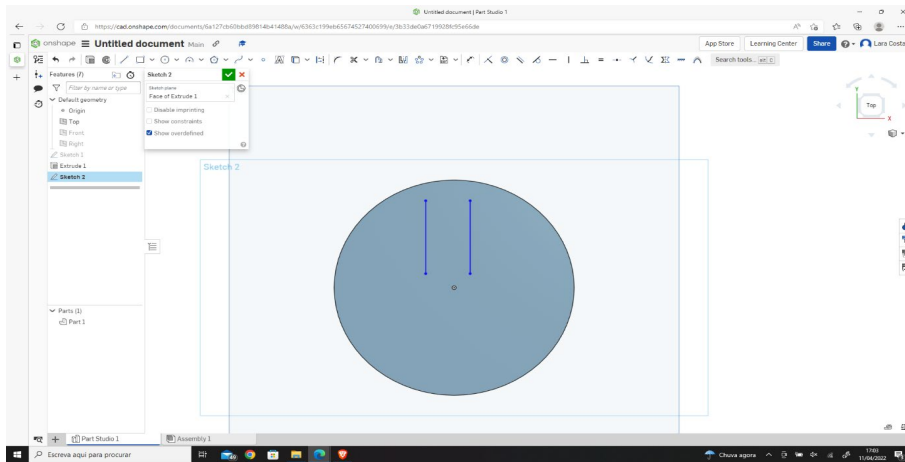 Untitled document | Part Studio 1
https://cad.onshape.com/documents/
onshape Untitled document Main
App Store Learning Center Share Lara Costa
Search tools...
Features (7)
Filter by name or type
Default geometry
Origin
Top
Front
Right
Sketch 1
Extrude 1
Sketch 2
Sketch 2
Sketch plane
Face of Extrude 1
Disable imprinting
Show constraints
Show overdefined
Sketch 2
Y
Top
X
Parts (1)
Part 1
Part Studio 1 Assembly 1
Escreva aqui para procurar
Chuva agora
17:03
11/04/2022